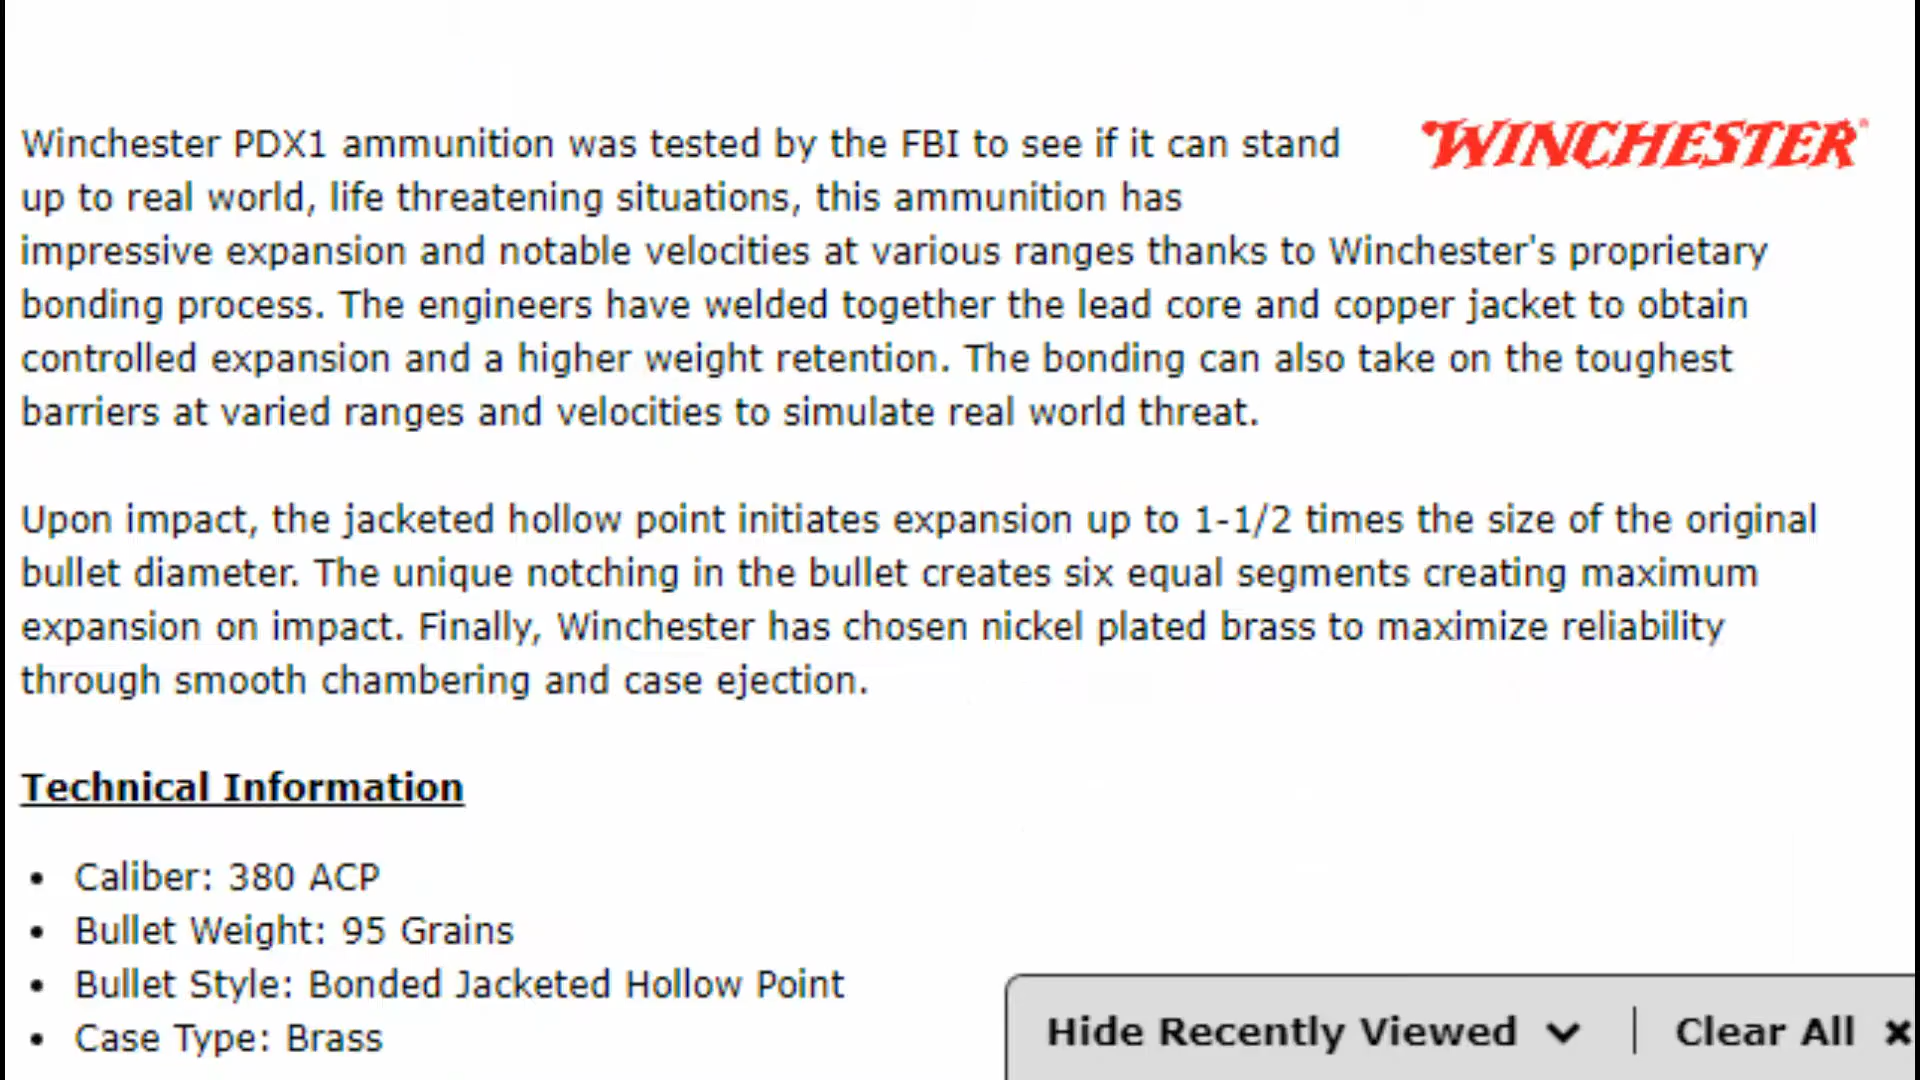 WINCHESTER®
Winchester PDX1 ammunition was tested by the FBI to see if it can stand
up to real world, life threatening situations, this ammunition has
impressive expansion and notable velocities at various ranges thanks to Winchester's proprietary
bonding process. The engineers have welded together the lead core and copper jacket to obtain
controlled expansion and a higher weight retention. The bonding can also take on the toughest
barriers at varied ranges and velocities to simulate real world threat.
Upon impact, the jacketed hollow point initiates expansion up to 1-1/2 times the size of the original
bullet diameter. The unique notching in the bullet creates six equal segments creating maximum
expansion on impact. Finally, Winchester has chosen nickel plated brass to maximize reliability
through smooth chambering and case ejection.
Technical Information
• Caliber: 380 ACP
• Bullet Weight: 95 Grains
• Bullet Style: Bonded Jacketed Hollow Point
• Case Type: Brass
Hide Recently Viewed | Clear All ×